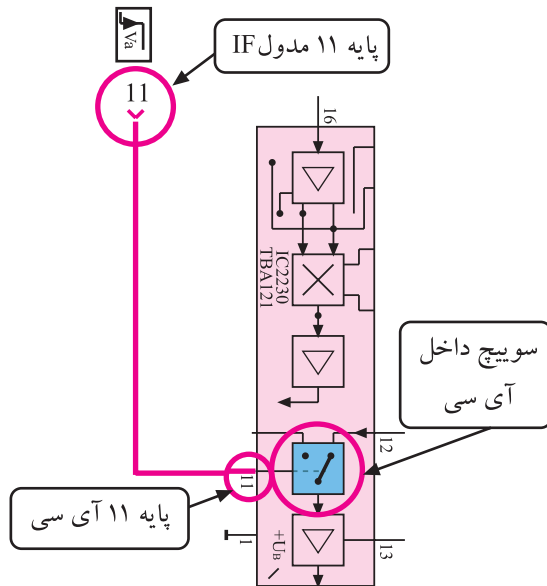 Va
پایه ۱۱ مدول IF
11
16
IC2230
TBA121
سوییچ داخل
آی سی
12
11
پایه ۱۱ آی سی
1
+UB
13